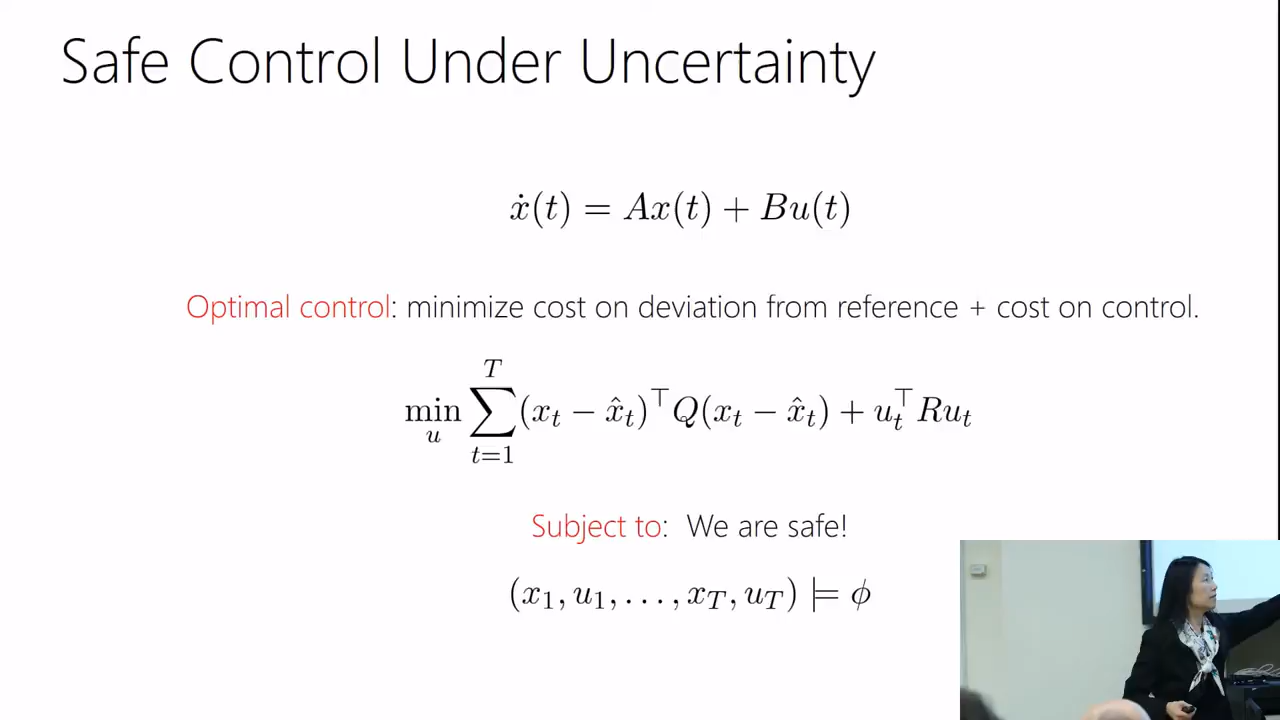 Safe Control Under Uncertainty
ẋ(t) = Ax(t) + Bu(t)
Optimal control: minimize cost on deviation from reference + cost on control.
min_u ∑_{t=1}^{T} (x_t − x̂_t)^⊤ Q(x_t − x̂_t) + u_t^⊤ Ru_t
Subject to: We are safe!
(x_1, u_1, . . . , x_T, u_T) ⊨ ϕ